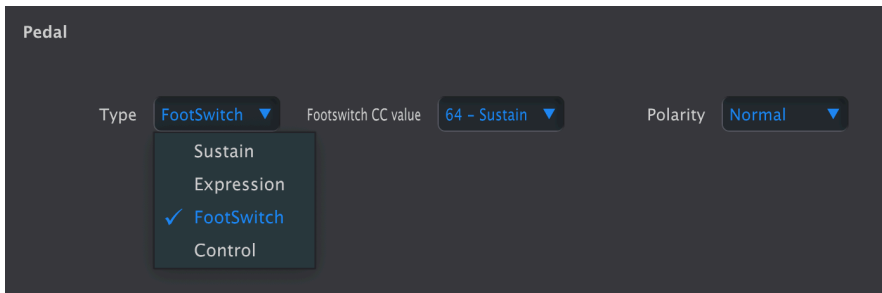 Pedal
Type FootSwitch Footswitch CC value 64 – Sustain Polarity Normal
Sustain
Expression
FootSwitch
Control